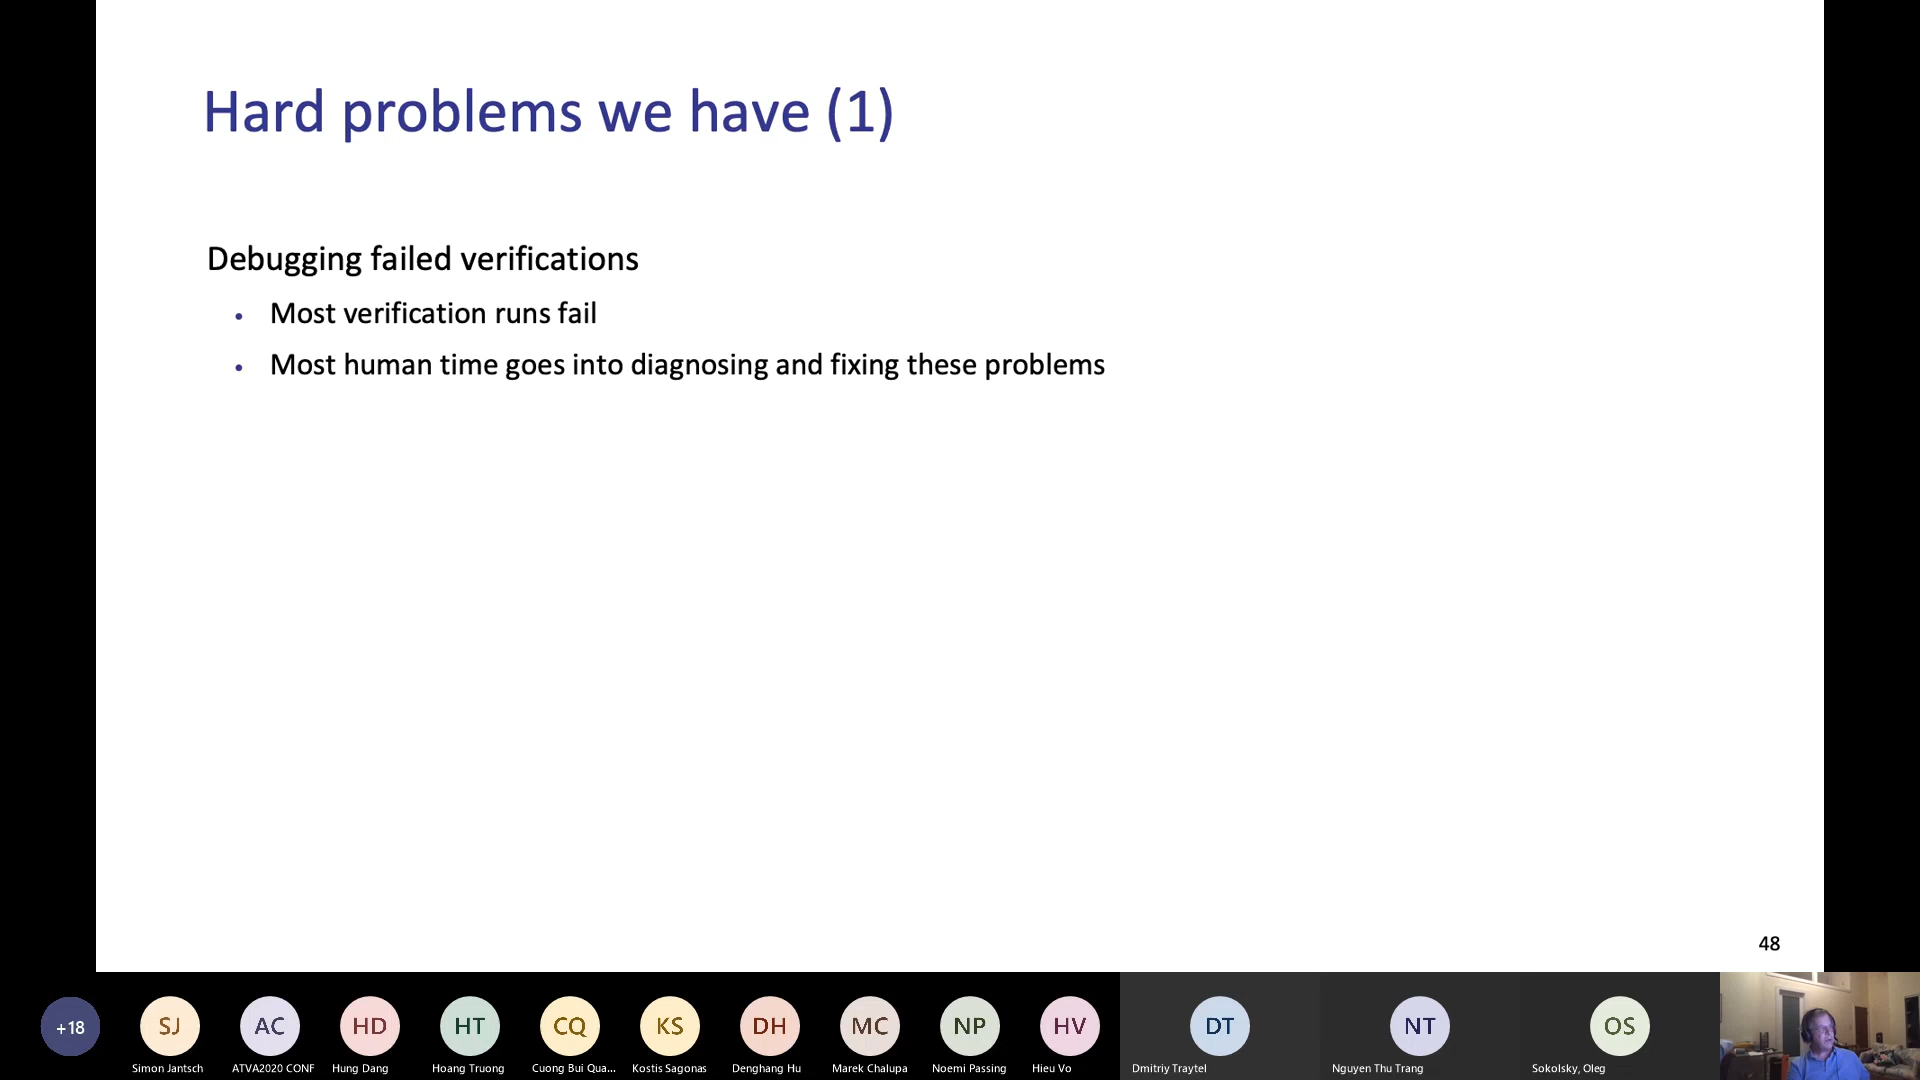 Hard problems we have (1)
Debugging failed verifications
• Most verification runs fail
• Most human time goes into diagnosing and fixing these problems
48
+18
SJ
AC
HD
HT
CQ
KS
DH
MC
NP
HV
DT
NT
OS
Simon Jantsch
ATVA2020 CONF
Hung Dang
Hoang Truong
Cuong Bui Qua...
Kostis Sagonas
Denghang Hu
Marek Chalupa
Noemi Passing
Hieu Vo
Dmitriy Traytel
Nguyen Thu Trang
Sokolsky, Oleg